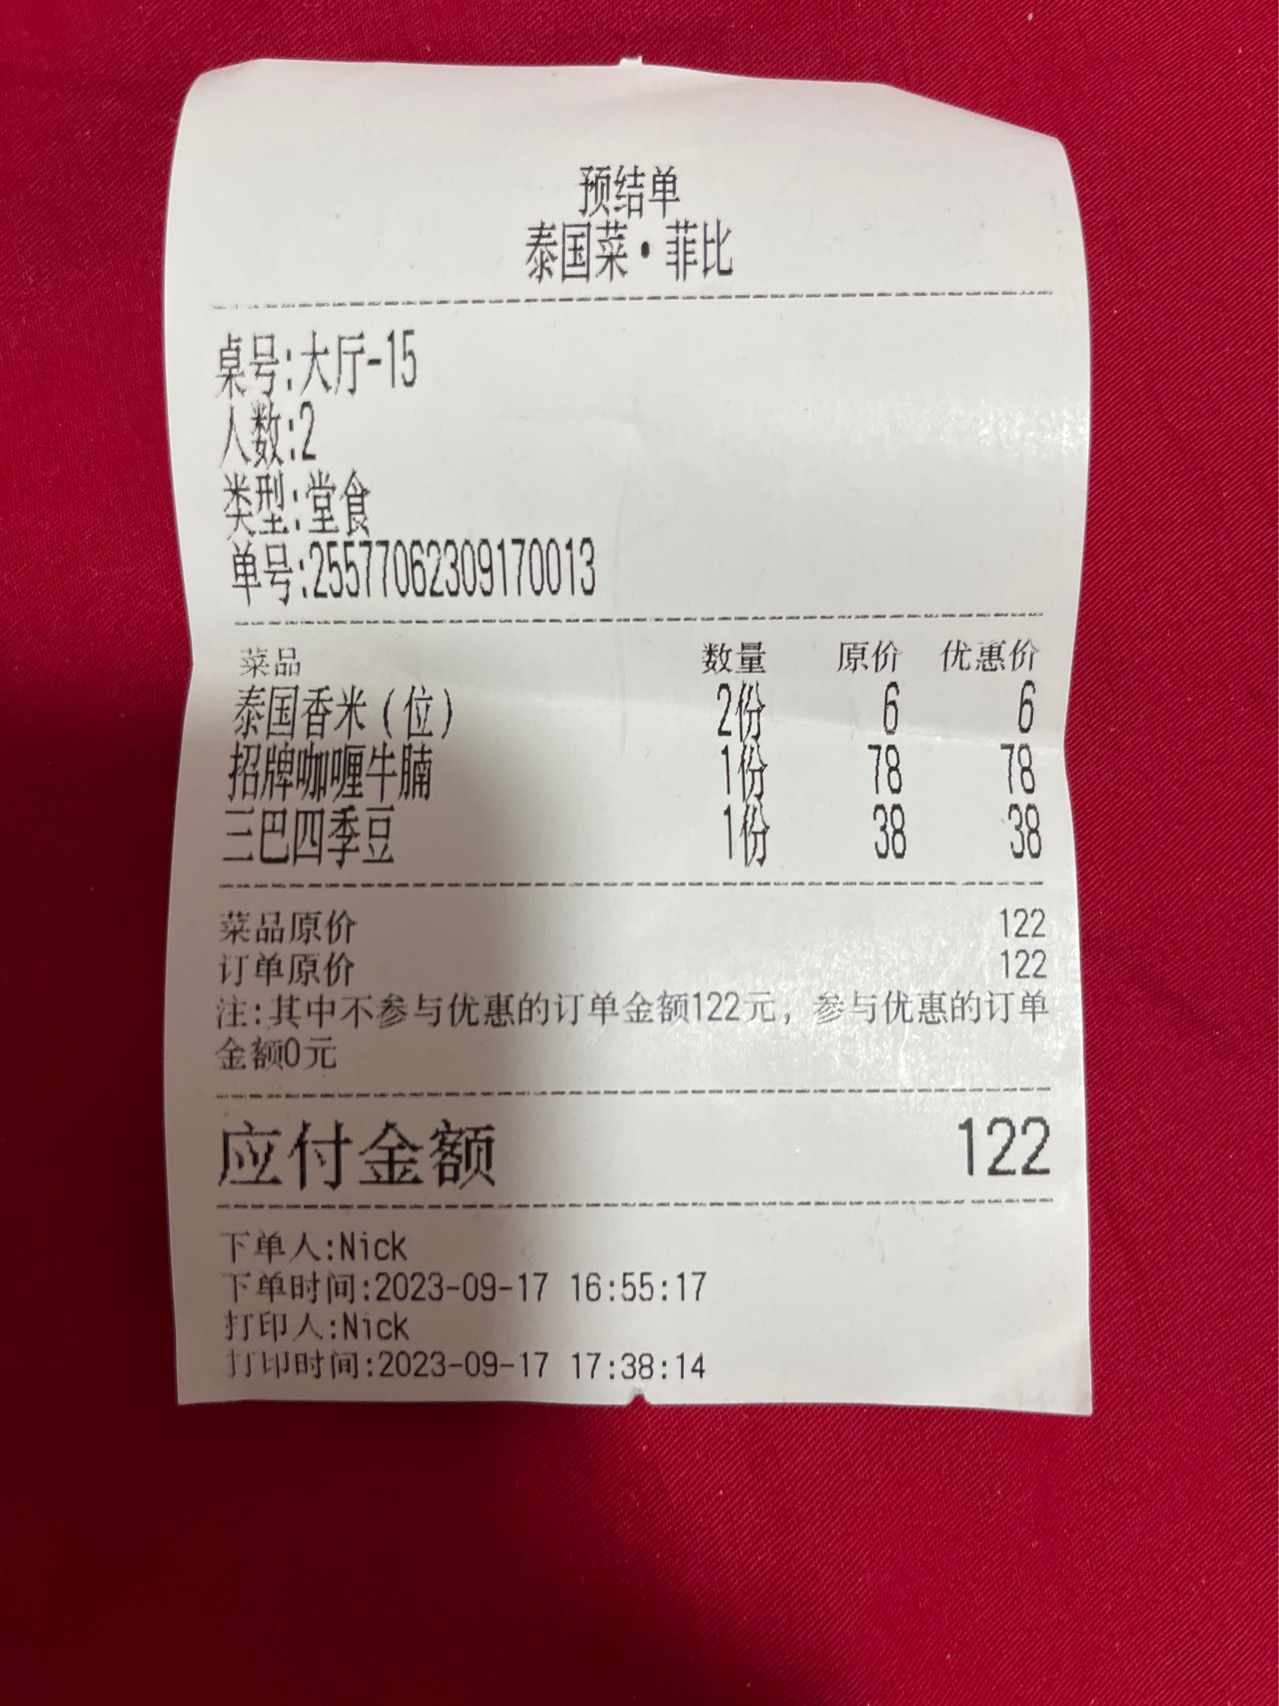 预结单
泰国菜·菲比
桌号:大厅-15
人数:2
类型:堂食
单号:25577062309170013
菜品 数量 原价 优惠价
泰国香米(位) 2份 6 6
招牌咖喱牛腩 1份 78 78
三巴四季豆 1份 38 38
菜品原价 122
订单原价 122
注:其中不参与优惠的订单金额122元，参与优惠的订单
金额0元
应付金额 122
下单人:Nick
下单时间:2023-09-17 16:55:17
打印人:Nick
打印时间:2023-09-17 17:38:14